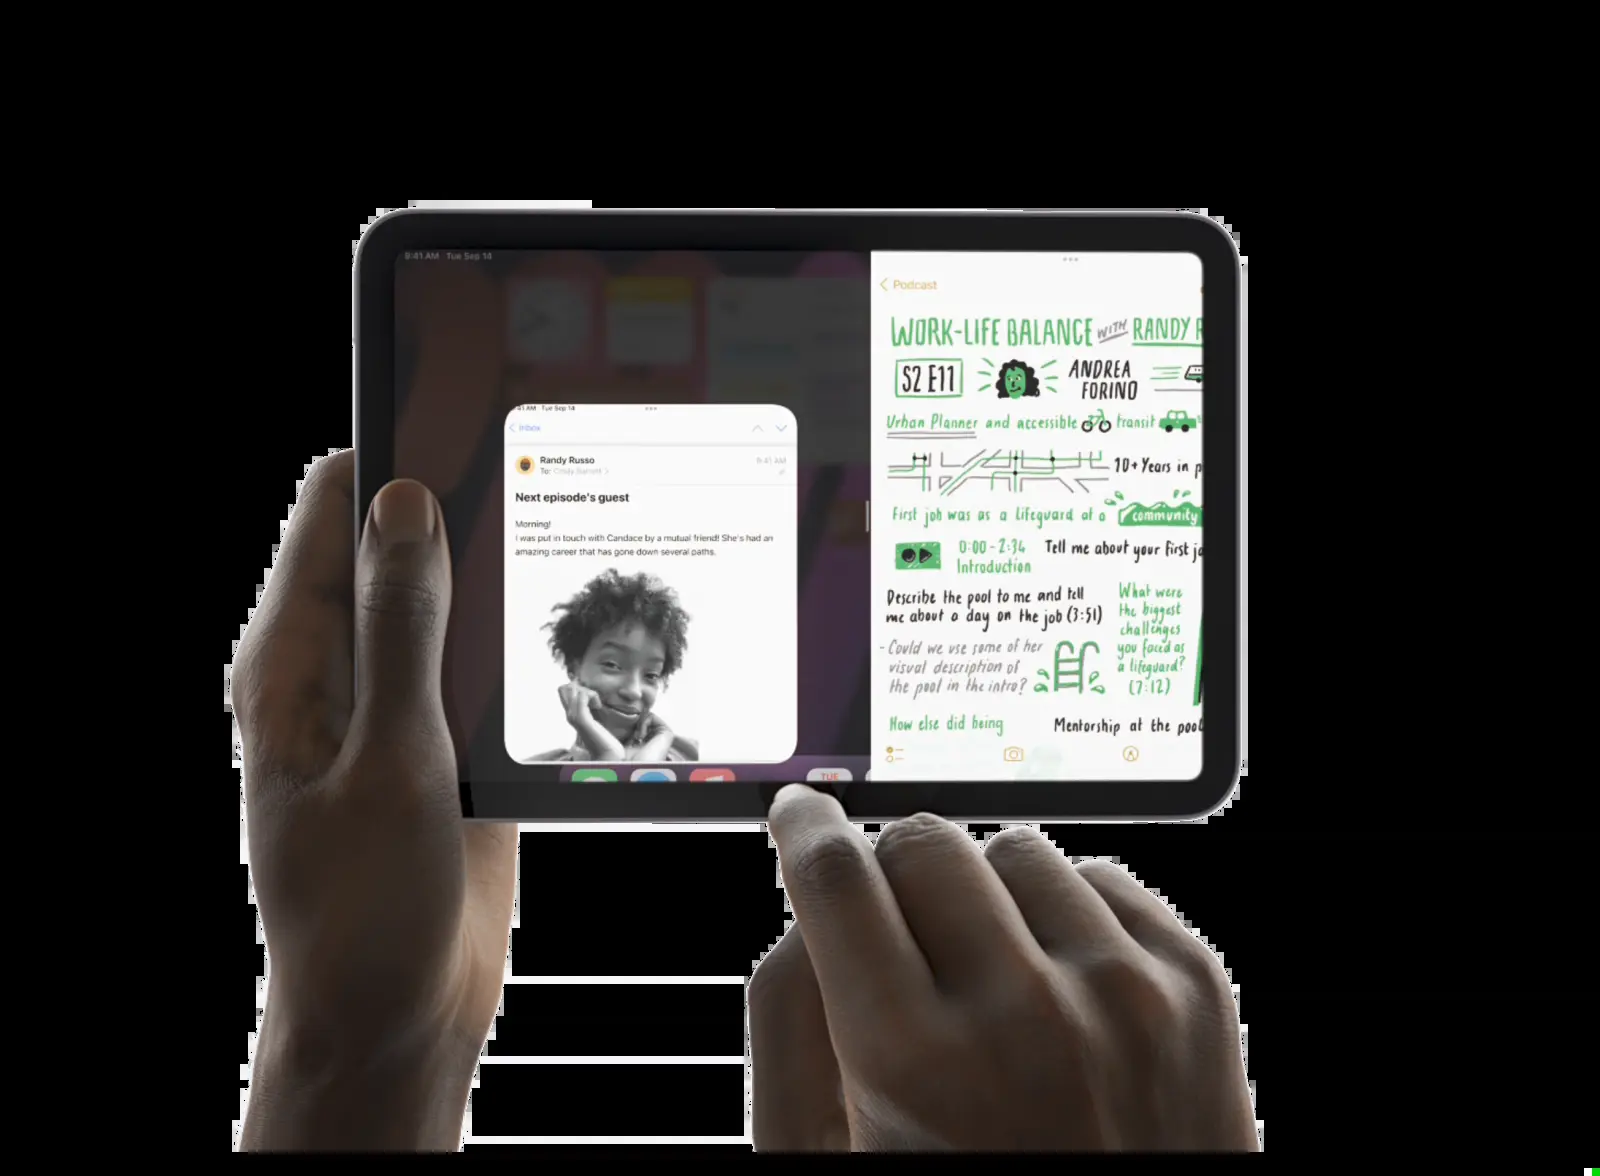 9:41 AM Tue Sep 14
41 AM Tue Sep 14
Inbox
Randy Russo
9:41 AM
To: Cindy
Next episode's guest
Morning!
I was put in touch with Candace by a mutual friend! She's had an
amazing career that has gone down several paths.
TUE
Podcast
WORK-LIFE BALANCE WITH RANDY R
S2 E11
ANDREA
FORINO
Urban Planner and accessible transit
10+ Years in p
First job was as a lifeguard at a community
0:00-2:34
Introduction
Tell me about your first jo
Describe the pool to me and tell
me about a day on the job (3:51)
- Could we use some of her
visual description of
the pool in the intro?
What were
the biggest
challenges
you faced as
a lifeguard?
(7:12)
How else did being
Mentorship at the pool